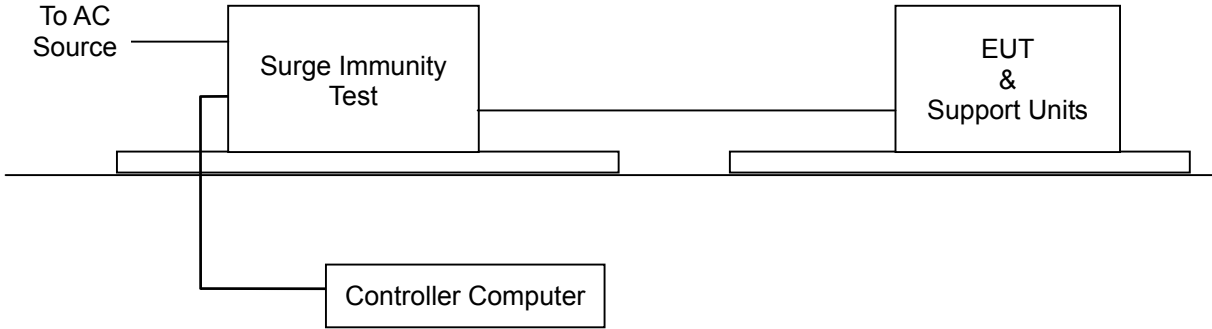 To AC
Source
Surge Immunity
Test
EUT
&
Support Units
Controller Computer